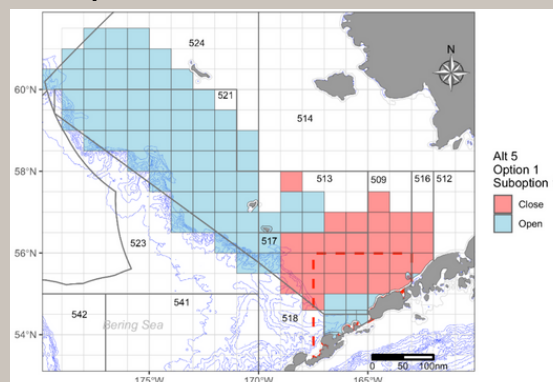 524
N
60°N
521
514
58°N
513
509
516
512
Alt 5
Option 1
Suboption
Close
Open
517
56°N
523
541
518
542
Bering Sea
54°N
0
50
100nm
175°W
170°W
165°W